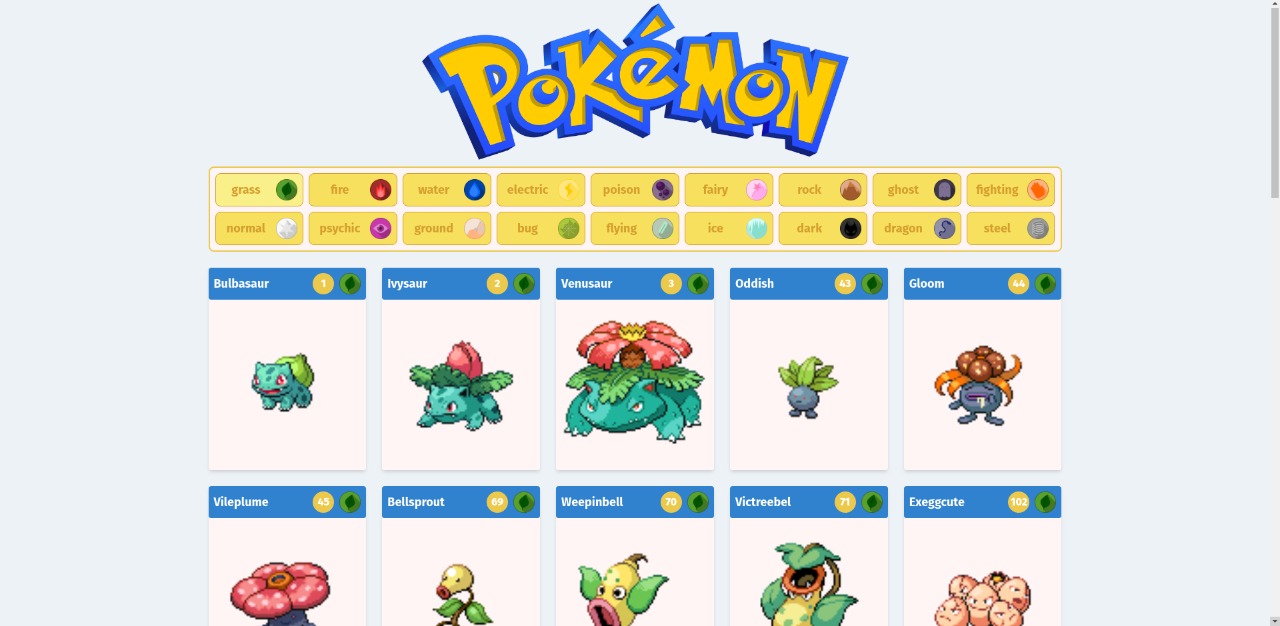 POKéMON
grass fire water electric poison fairy rock ghost fighting
normal psychic ground bug flying ice dark dragon steel
Bulbasaur 1 Ivysaur 2 Venusaur 3 Oddish 43 Gloom 44
Vileplume 45 Bellsprout 69 Weepinbell 70 Victreebel 71 Exeggcute 102